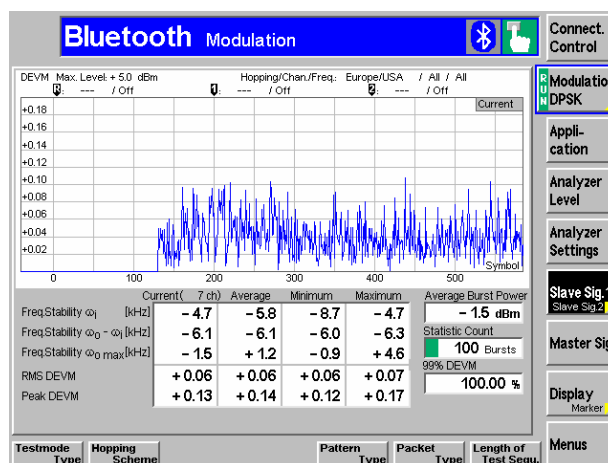 Bluetooth Modulation
Connect. Control
DEVM Max. Level: + 5.0 dBm Hopping/Chan./Freq.: Europe/USA / All / All
R: --- / Off 1: --- / Off 2: --- / Off
RUN
Modulatio
DPSK
Current
+0.18
+0.16
+0.14
+0.12
+0.10
+0.08
+0.06
+0.04
+0.02
Symbol
0 100 200 300 400 500
Appli-
cation
Analyzer
Level
Analyzer
Settings
Slave Sig.1
Slave Sig.2
Master Sig
Display
Marker
Menus
Current( 7 ch) Average Minimum Maximum
Freq.Stability ωi [kHz] - 4.7 - 5.8 - 8.7 - 4.7
Freq.Stability ω0 - ωi [kHz] - 6.1 - 6.1 - 6.0 - 6.3
Freq.Stability ω0 max [kHz] - 1.5 + 1.2 - 0.9 + 4.6
RMS DEVM + 0.06 + 0.06 + 0.06 + 0.07
Peak DEVM + 0.13 + 0.14 + 0.12 + 0.17
Average Burst Power
- 1.5 dBm
Statistic Count
100 Bursts
99% DEVM
100.00 %
Testmode Type
Hopping Scheme
Pattern Type
Packet Type
Length of Test Sequ.